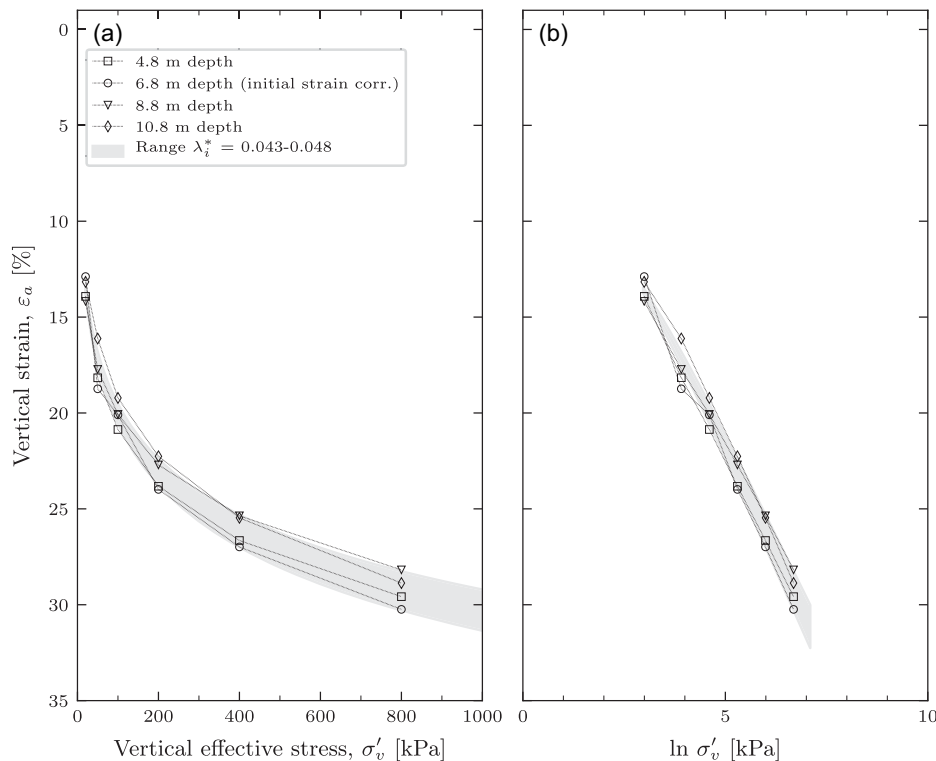 (a)
4.8 m depth
6.8 m depth (initial strain corr.)
8.8 m depth
10.8 m depth
Range λ*i = 0.043-0.048
0
5
10
15
20
25
30
35
Vertical strain, εa [%]
0 200 400 600 800 1000
Vertical effective stress, σ′v [kPa]
(b)
0 5 10
ln σ′v [kPa]